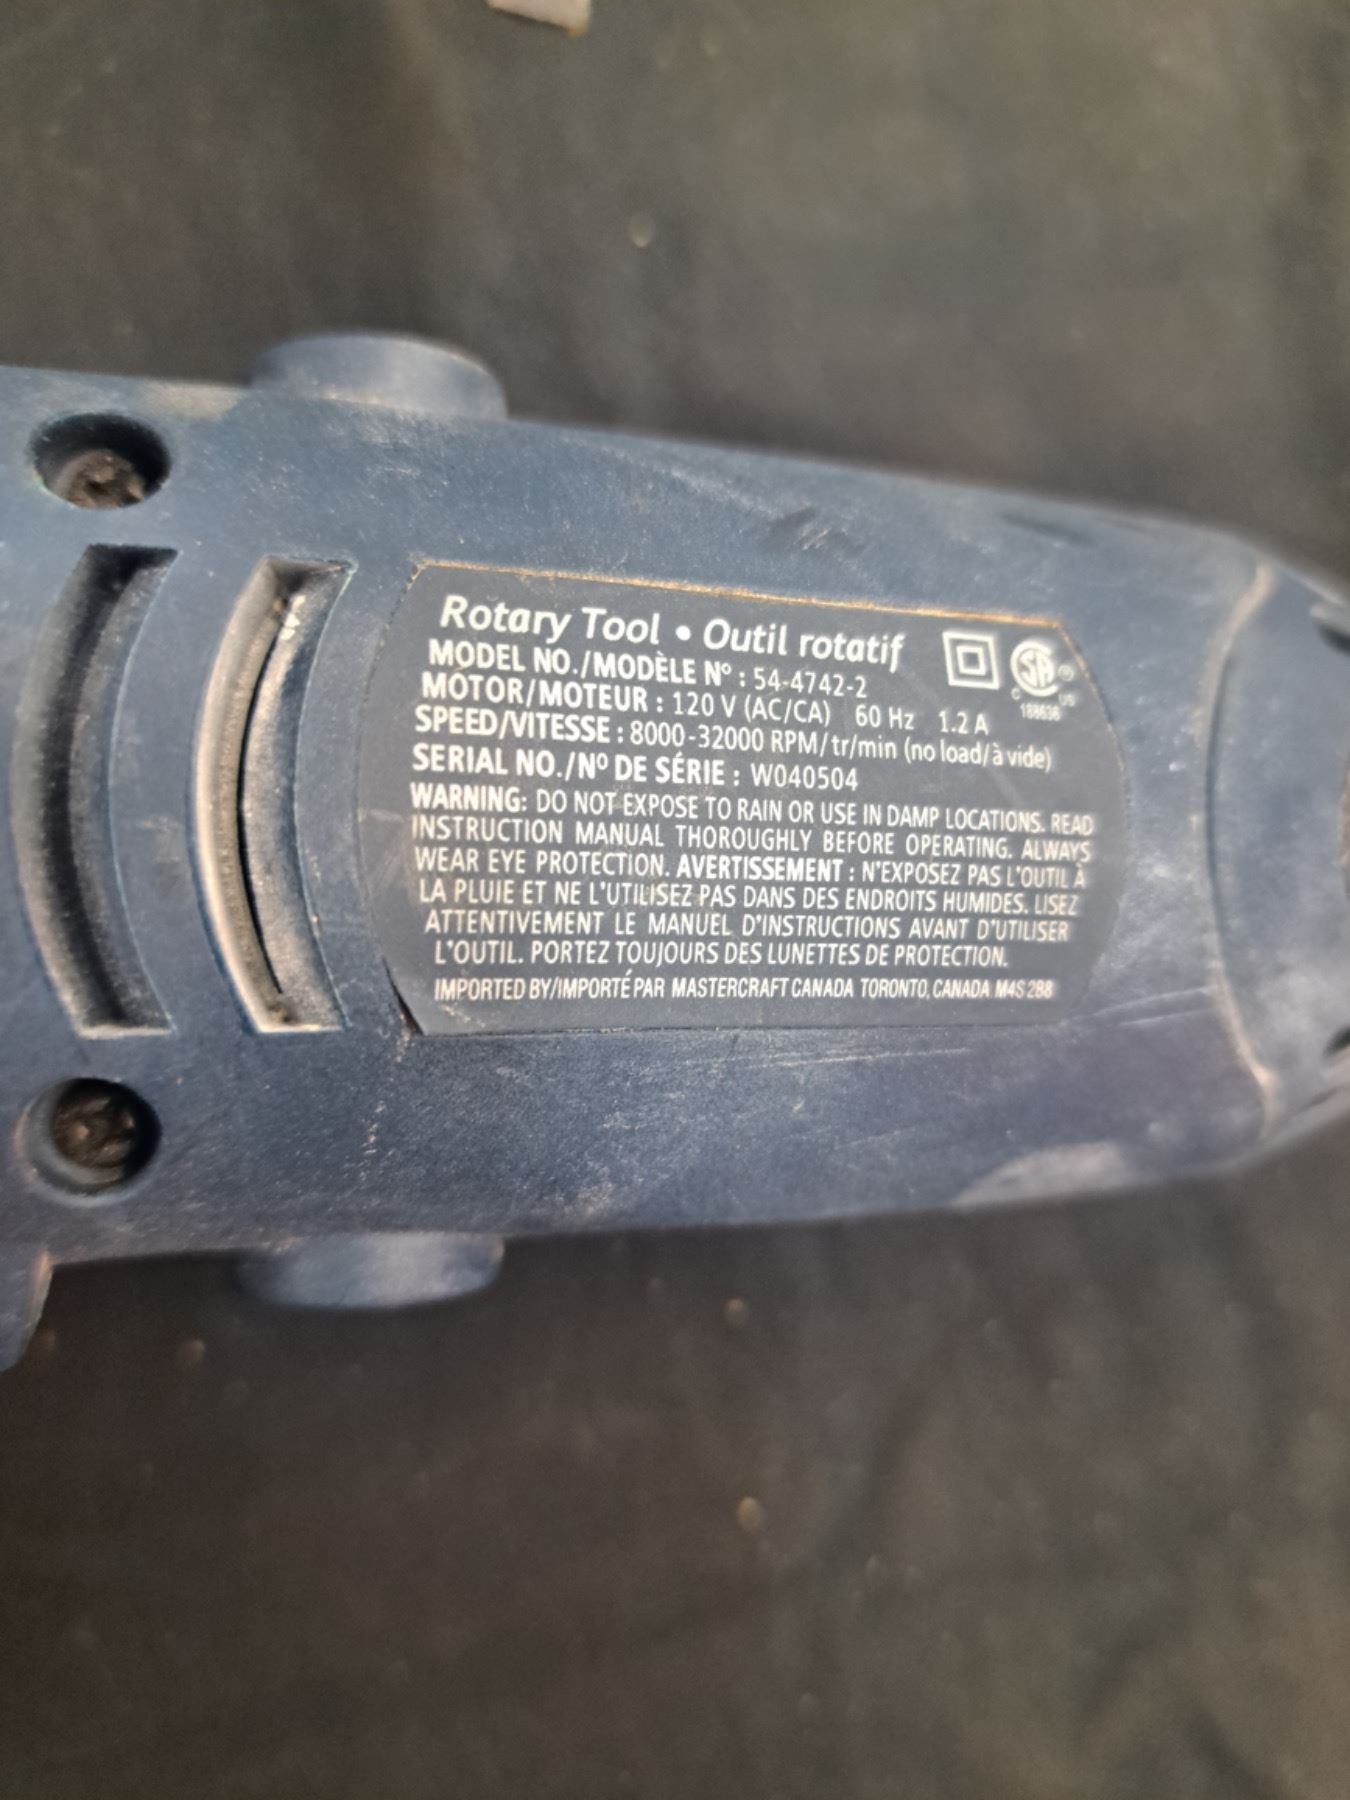 Rotary Tool • Outil rotatif
MODEL NO./MODÈLE Nº : 54-4742-2
MOTOR/MOTEUR : 120 V (AC/CA) 60 Hz 1.2 A
SPEED/VITESSE : 8000-32000 RPM/tr/min (no load/à vide)
SERIAL NO./Nº DE SÉRIE : W040504
WARNING: DO NOT EXPOSE TO RAIN OR USE IN DAMP LOCATIONS. READ
INSTRUCTION MANUAL THOROUGHLY BEFORE OPERATING. ALWAYS
WEAR EYE PROTECTION. AVERTISSEMENT : N'EXPOSEZ PAS L'OUTIL À
LA PLUIE ET NE L'UTILISEZ PAS DANS DES ENDROITS HUMIDES. LISEZ
ATTENTIVEMENT LE MANUEL D'INSTRUCTIONS AVANT D'UTILISER
L'OUTIL. PORTEZ TOUJOURS DES LUNETTES DE PROTECTION.
IMPORTED BY/IMPORTÉ PAR MASTERCRAFT CANADA TORONTO, CANADA M4S 2B8
C SA ® US